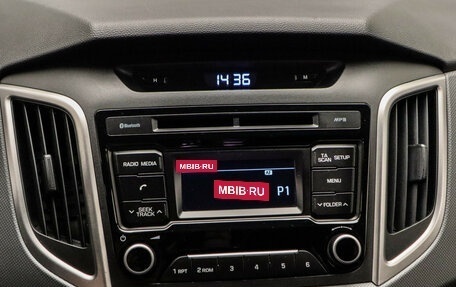 H 14:36 M
Bluetooth MP3
RADIO MEDIA
TA SCAN SETUP
MBIB.RU
AF
MENU
MBIB.RU
P1
SEEK TRACK
FOLDER
1 RPT 2 RDM 3 4 5 6